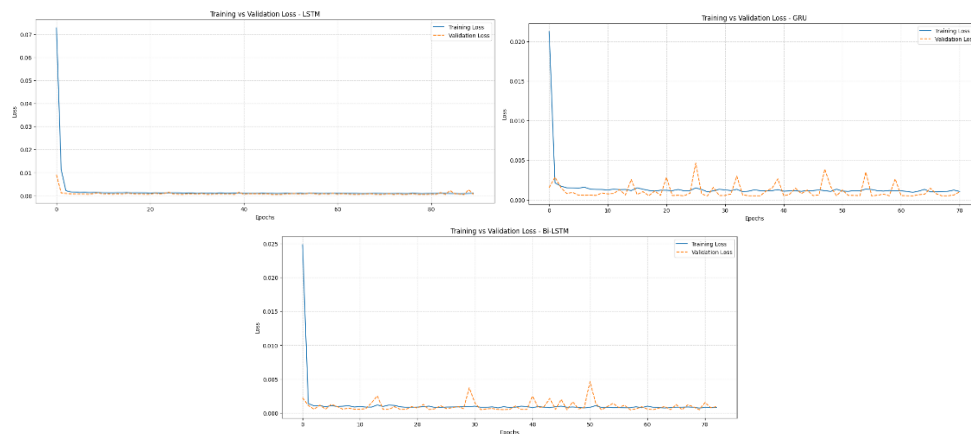 Training vs Validation Loss - LSTM
Training Loss
Validation Loss
0.07
0.06
0.05
0.04
0.03
0.02
0.01
0.00
Loss
0
20
40
60
80
Epochs
Training vs Validation Loss - GRU
Training Loss
Validation Loss
0.020
0.015
0.010
0.005
0.000
Loss
0
10
20
30
40
50
60
70
Epochs
Training vs Validation Loss - Bi-LSTM
Training Loss
Validation Loss
0.025
0.020
0.015
0.010
0.005
0.000
Loss
0
10
20
30
40
50
60
70
Epochs